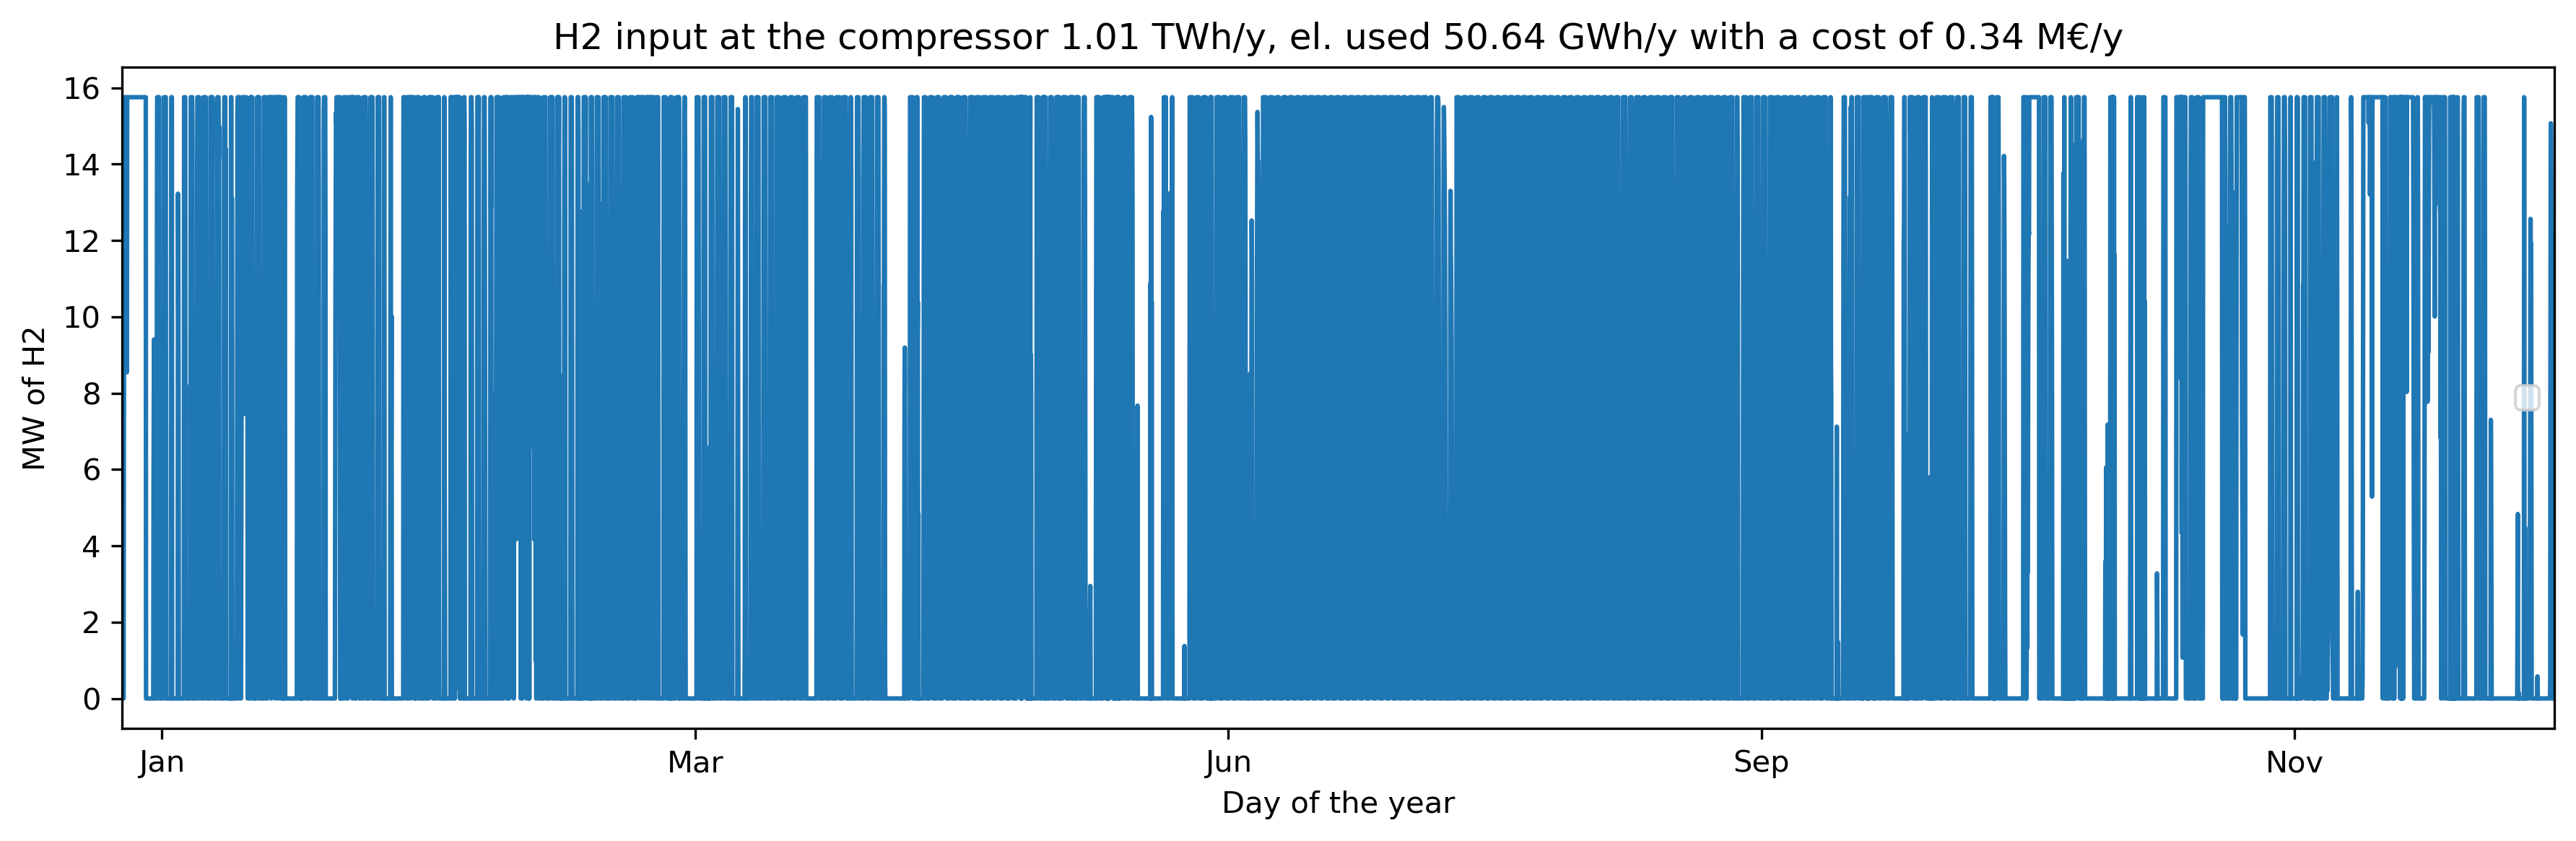 H2 input at the compressor 1.01 TWh/y, el. used 50.64 GWh/y with a cost of 0.34 M€/y
MW of H2
16
14
12
10
8
6
4
2
0
Jan Mar Jun Sep Nov
Day of the year